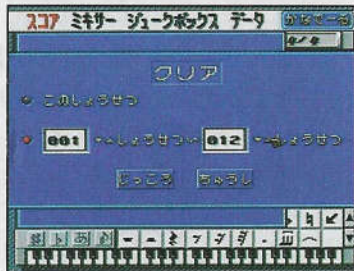 スコア ミキサー ジュークボックス データ かなでーる
0/0
クリア
このしょうせつ
001 しょうせつ 012 しょうせつ
じっこう ちゅうし